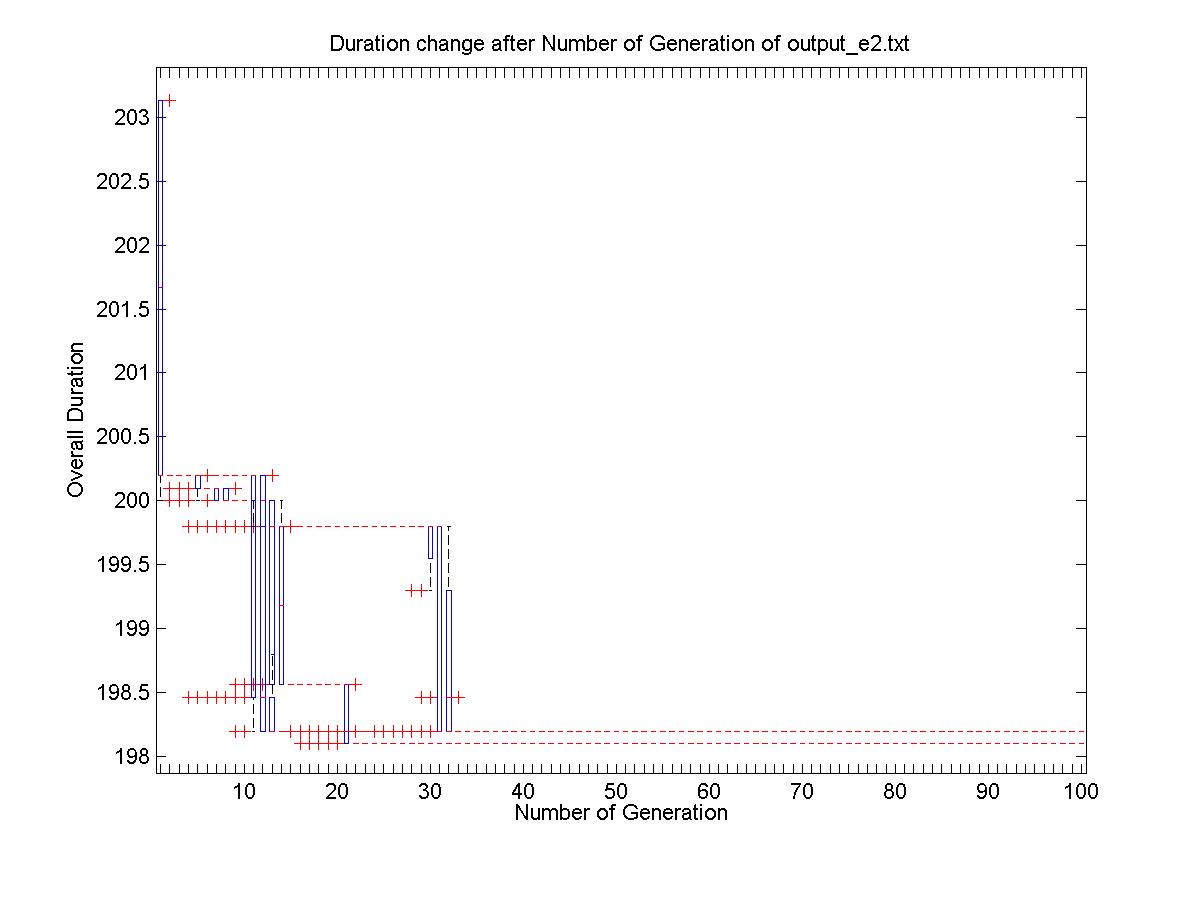 Duration change after Number of Generation of output_e2.txt
203
202.5
202
201.5
201
200.5
200
199.5
199
198.5
198
Overall Duration
10 20 30 40 50 60 70 80 90 100
Number of Generation